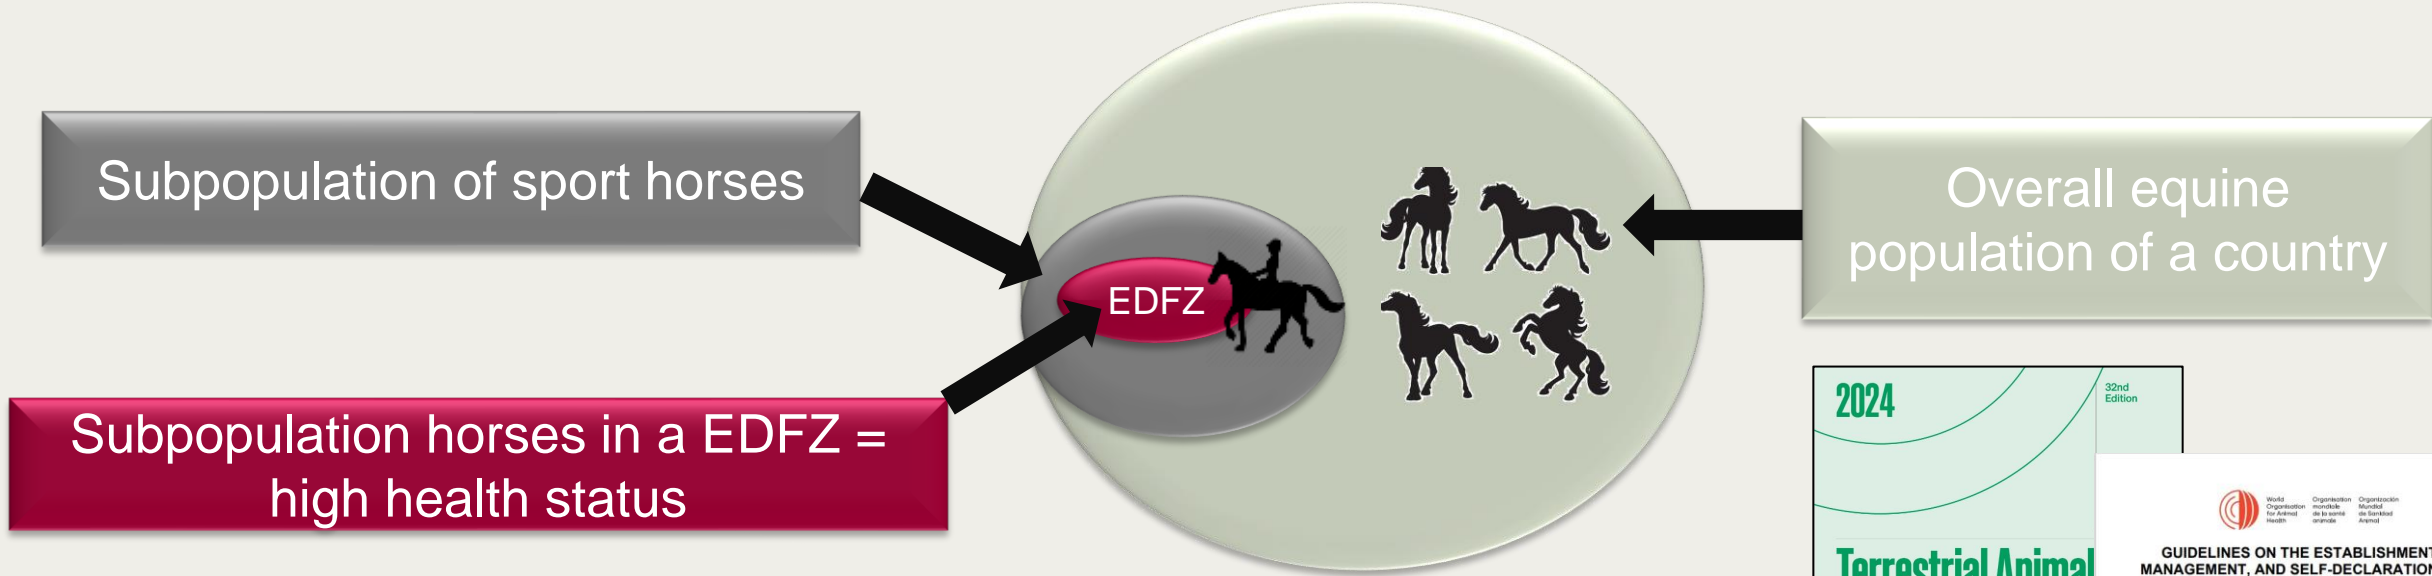 Subpopulation of sport horses
Subpopulation horses in a EDFZ =
high health status
EDFZ
Overall equine
population of a country
2024
32nd
Edition
Terrestrial Animal
World
Organisation
for Animal
Health
Organisation
mondiale
de la santé
animale
Organización
Mundial
de Sanidad
Animal
GUIDELINES ON THE ESTABLISHMENT
MANAGEMENT, AND SELF-DECLARATION